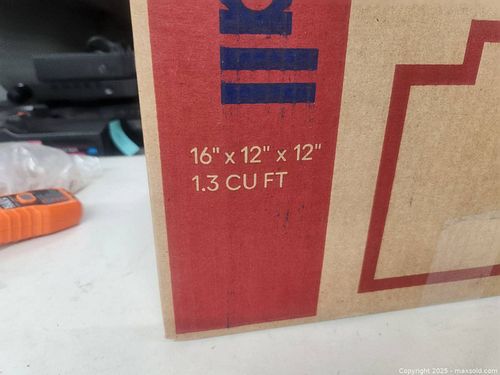 16" x 12" x 12"
1.3 CU FT
Copyright 2025 - maxsold.com